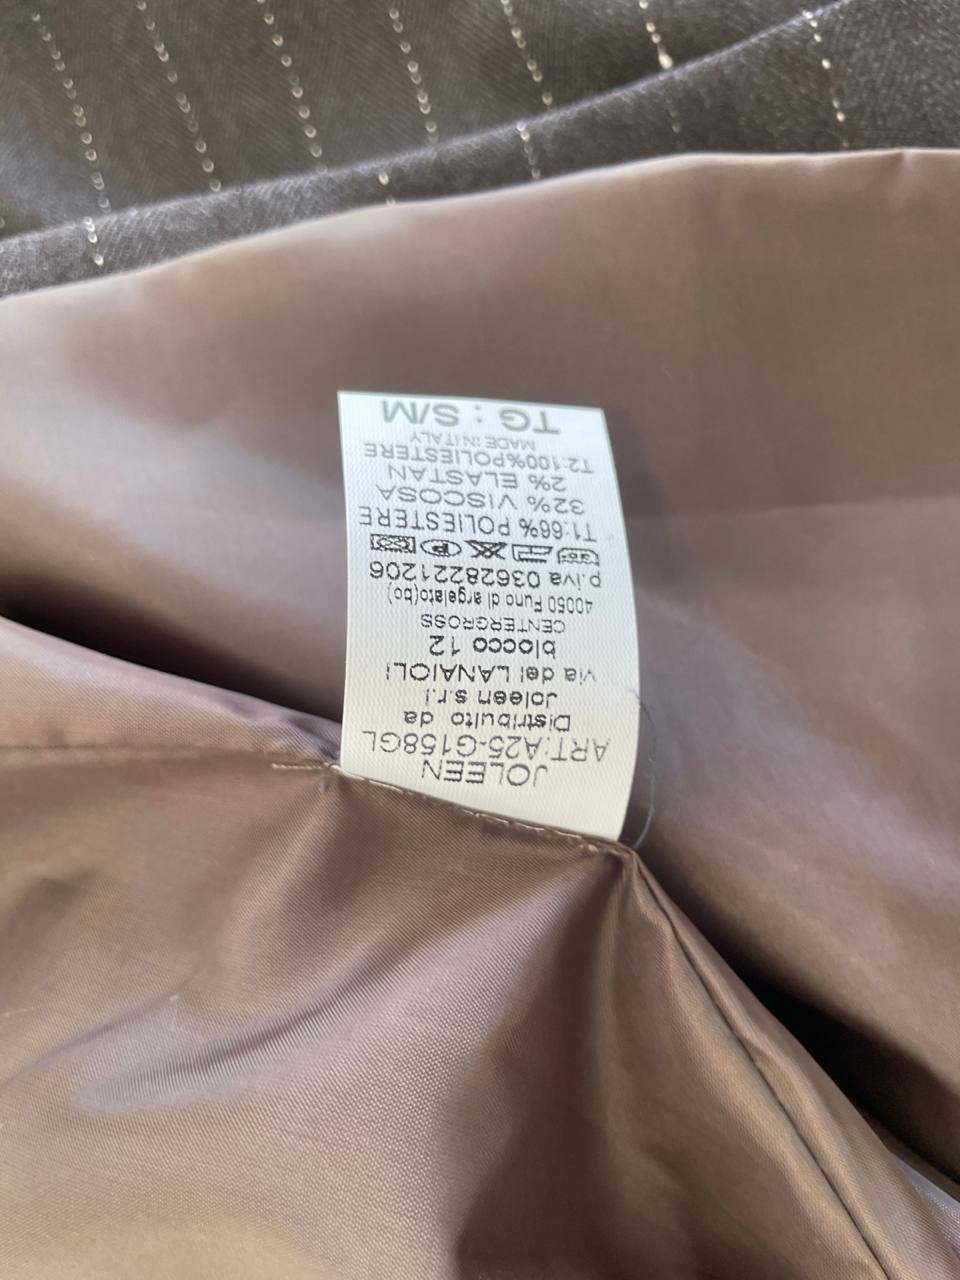 JOLEEN
ART:A25-G158GL
Distribuito da
Joleen s.r.l
via dei LANAIOLI
blocco 12
CENTERGROSS
40050 Funo di argelato(bo)
p.iva 03628221206
T1:66% POLIESTERE
32% VISCOSA
2% ELASTAN
T2:100%POLIESTERE
MADE IN ITALY
TG : S/M